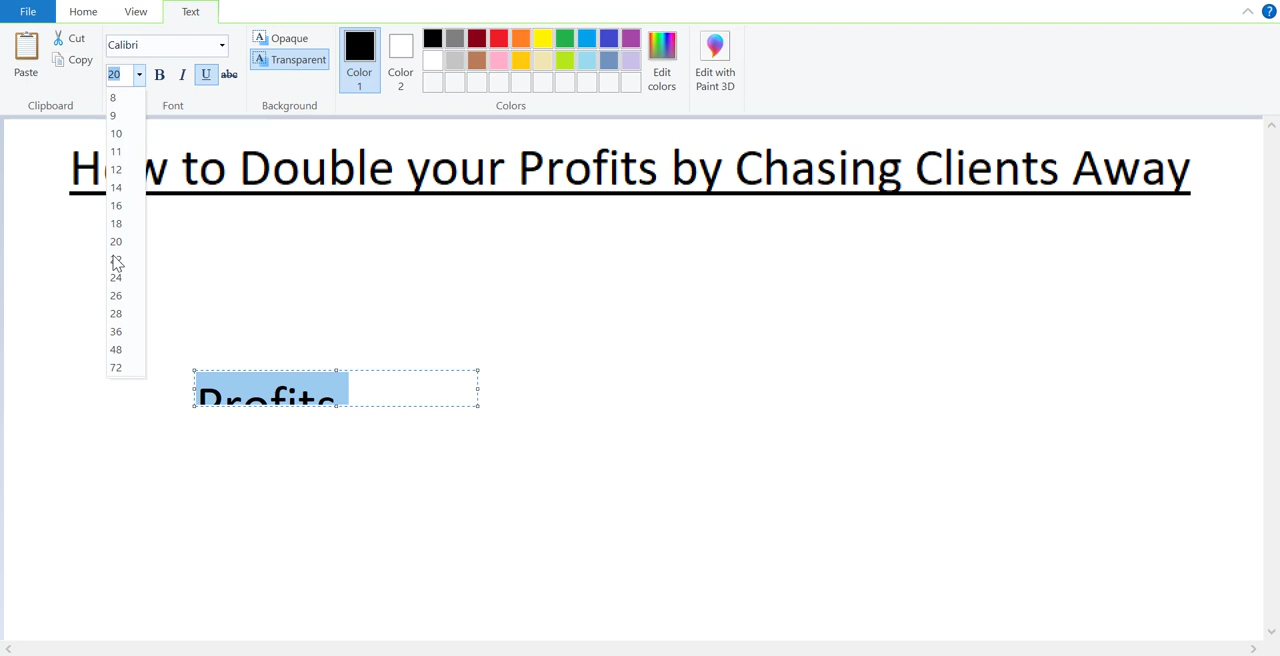 File Home View Text ?
Cut Calibri Opaque
Paste Copy 20 B I U abc Transparent Color 1 Color 2 Edit colors Edit with Paint 3D
Clipboard Font Background Colors
8
9
10
11
12
14
16
18
20
24
26
28
36
48
72
to Double your Profits by Chasing Clients Away
Profits